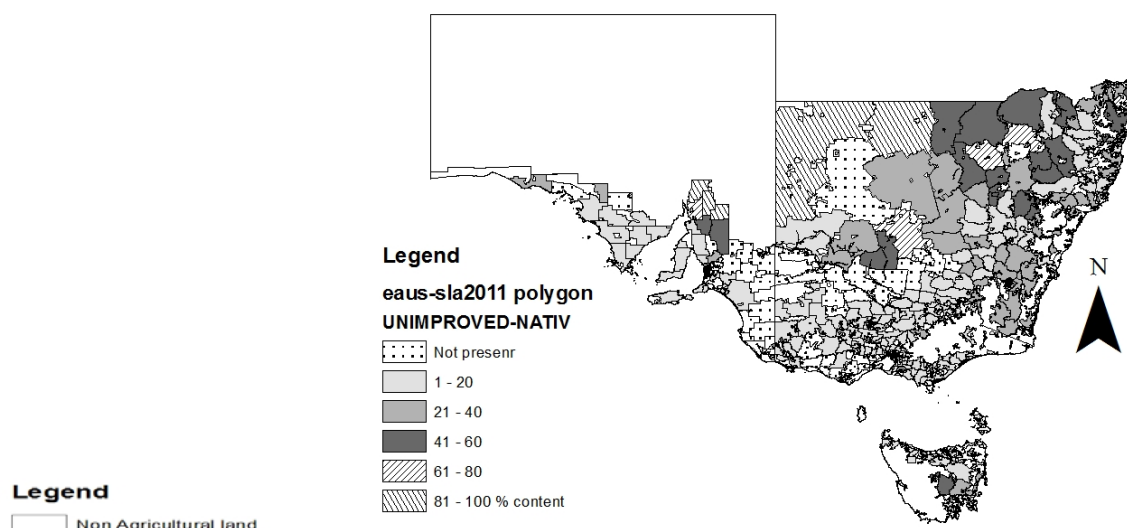 N
Legend
eaus-sla2011 polygon
UNIMPROVED-NATIV
Not presenr
1 - 20
21 - 40
41 - 60
61 - 80
81 - 100 % content
Legend
Non Agricultural land